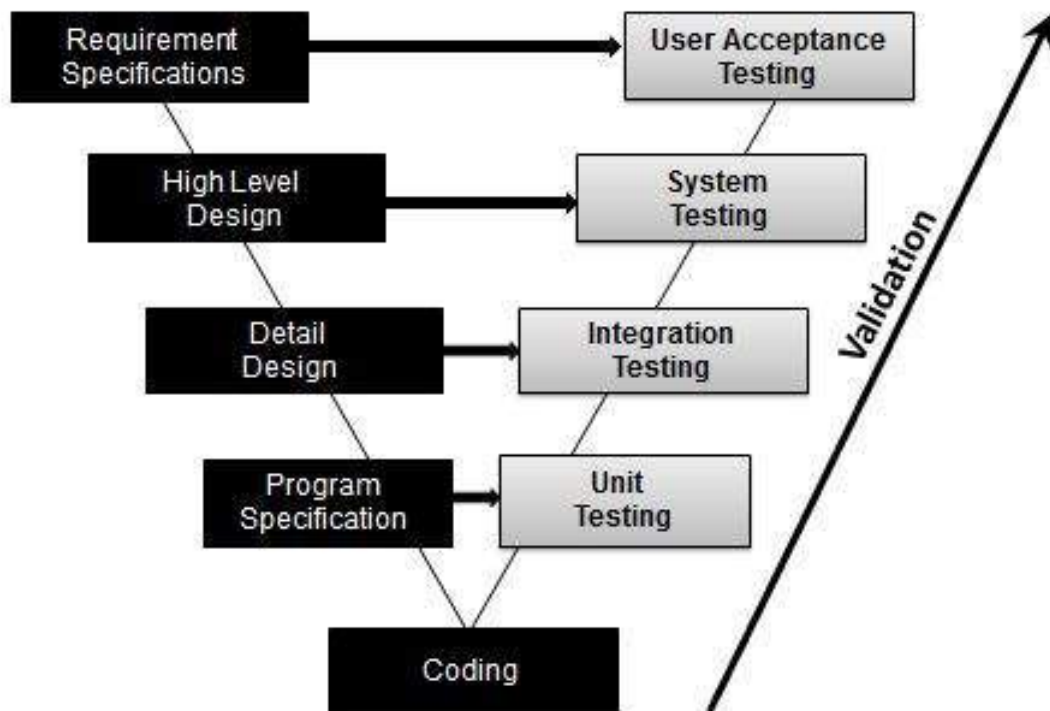 Requirement
Specifications
User Acceptance
Testing
High Level
Design
System
Testing
Detail
Design
Integration
Testing
Program
Specification
Unit
Testing
Coding
Validation